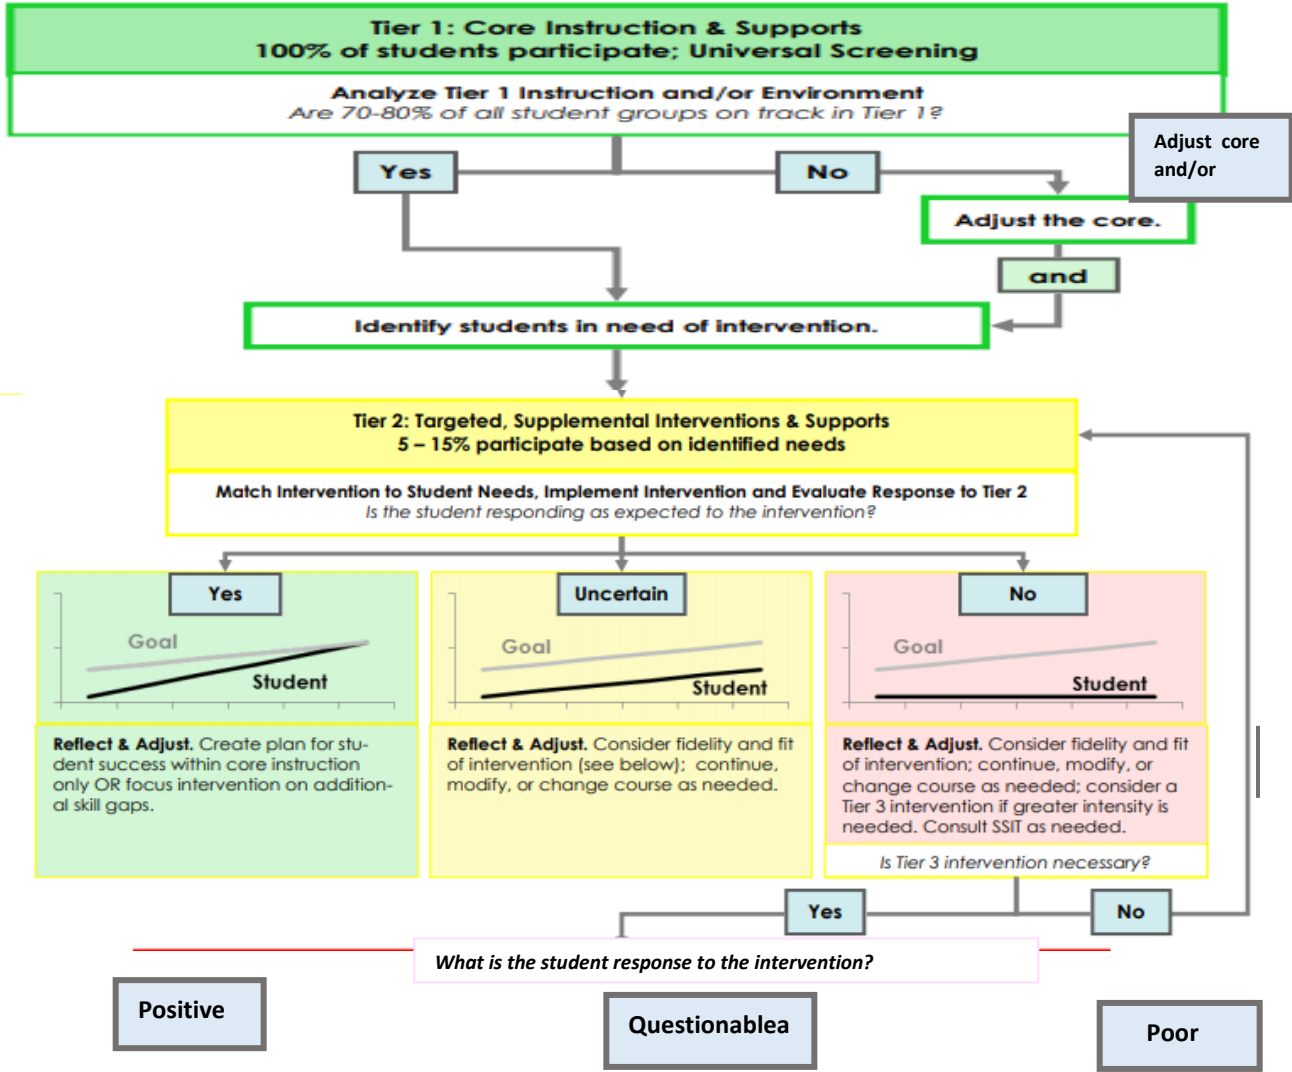 Tier 1: Core Instruction & Supports
100% of students participate; Universal Screening
Analyze Tier 1 Instruction and/or Environment
Are 70-80% of all student groups on track in Tier 1?
Adjust core
and/or
Yes
No
Adjust the core.
and
Identify students in need of intervention.
Tier 2: Targeted, Supplemental Interventions & Supports
5 – 15% participate based on identified needs
Match Intervention to Student Needs, Implement Intervention and Evaluate Response to Tier 2
Is the student responding as expected to the intervention?
Yes
Goal
Student
Reflect & Adjust. Create plan for stu-
dent success within core instruction
only OR focus intervention on addition-
al skill gaps.
Uncertain
Goal
Student
Reflect & Adjust. Consider fidelity and fit
of intervention (see below); continue,
modify, or change course as needed.
No
Goal
Student
Reflect & Adjust. Consider fidelity and fit
of intervention; continue, modify, or
change course as needed; consider a
Tier 3 intervention if greater intensity is
needed. Consult SSIT as needed.
Is Tier 3 intervention necessary?
Yes
No
What is the student response to the intervention?
Positive
Questionablea
Poor